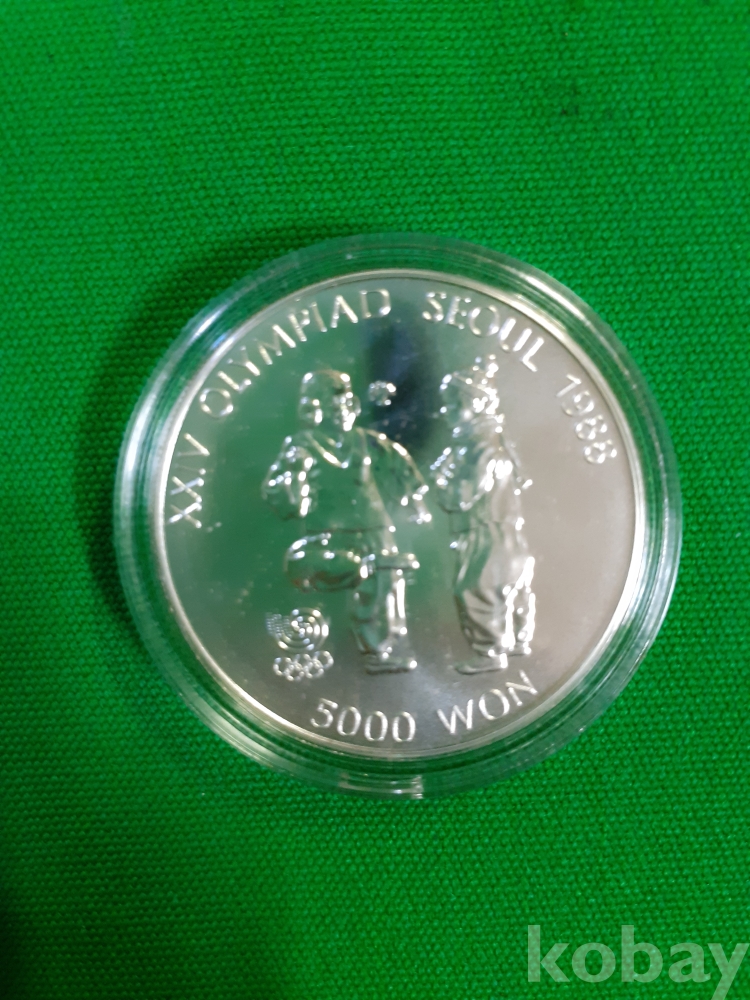 XXIV OLYMPIAD SEOUL 1988
5000 WON
kobay